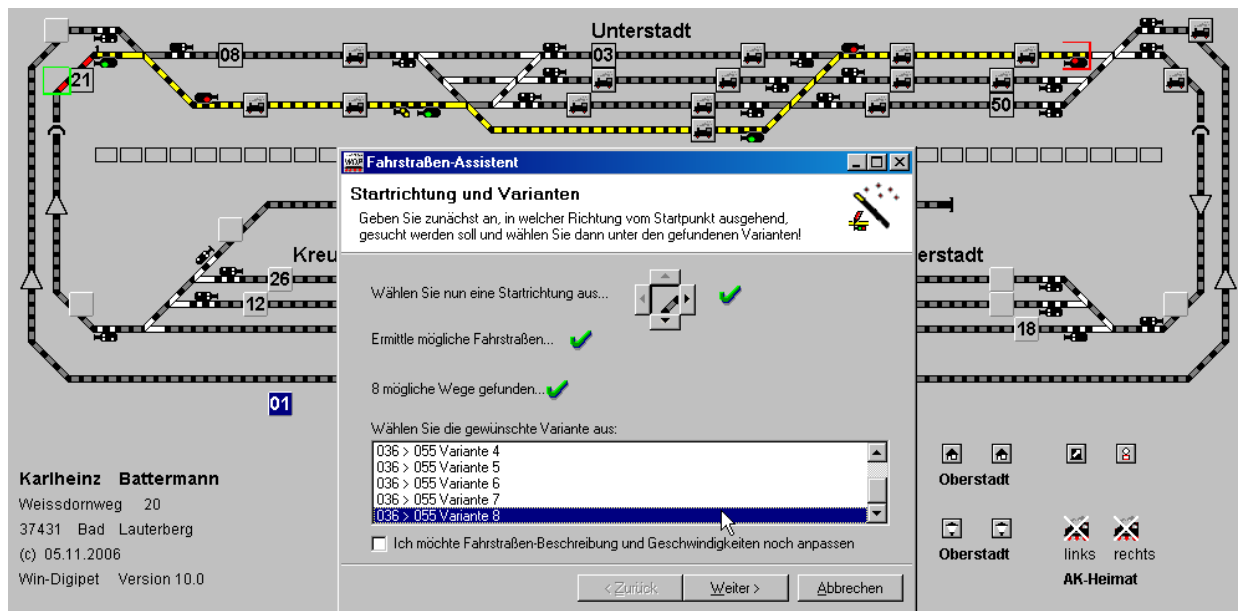 Unterstadt
08
03
21
50
WDP Fahrstraßen-Assistent
Startrichtung und Varianten
Geben Sie zunächst an, in welcher Richtung vom Startpunkt ausgehend,
gesucht werden soll und wählen Sie dann unter den gefundenen Varianten!
Kreu
erstadt
26
12
18
Wählen Sie nun eine Startrichtung aus...
Ermittle mögliche Fahrstraßen...
8 mögliche Wege gefunden...
01
Wählen Sie die gewünschte Variante aus:
036 > 055 Variante 4
036 > 055 Variante 5
036 > 055 Variante 6
036 > 055 Variante 7
036 > 055 Variante 8
Ich möchte Fahrstraßen-Beschreibung und Geschwindigkeiten noch anpassen
< Zurück Weiter > Abbrechen
Karlheinz Battermann
Weissdornweg 20
37431 Bad Lauterberg
(c) 05.11.2006
Win-Digipet Version 10.0
Oberstadt
Oberstadt
links rechts
AK-Heimat